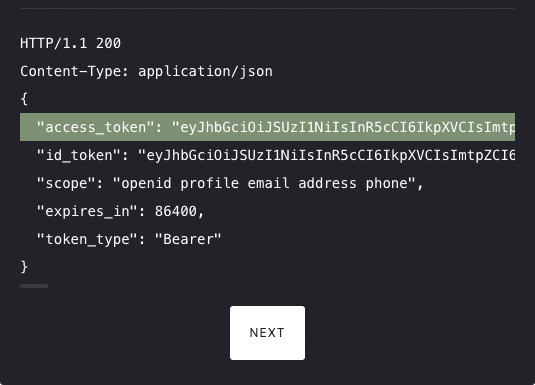 HTTP/1.1 200
Content-Type: application/json
{
"access_token": "eyJhbGciOiJSUzI1NiIsInR5cCI6IkpXVCIsImtp
"id_token": "eyJhbGciOiJSUzI1NiIsInR5cCI6IkpXVCIsImtpZCI6
"scope": "openid profile email address phone",
"expires_in": 86400,
"token_type": "Bearer"
}
NEXT